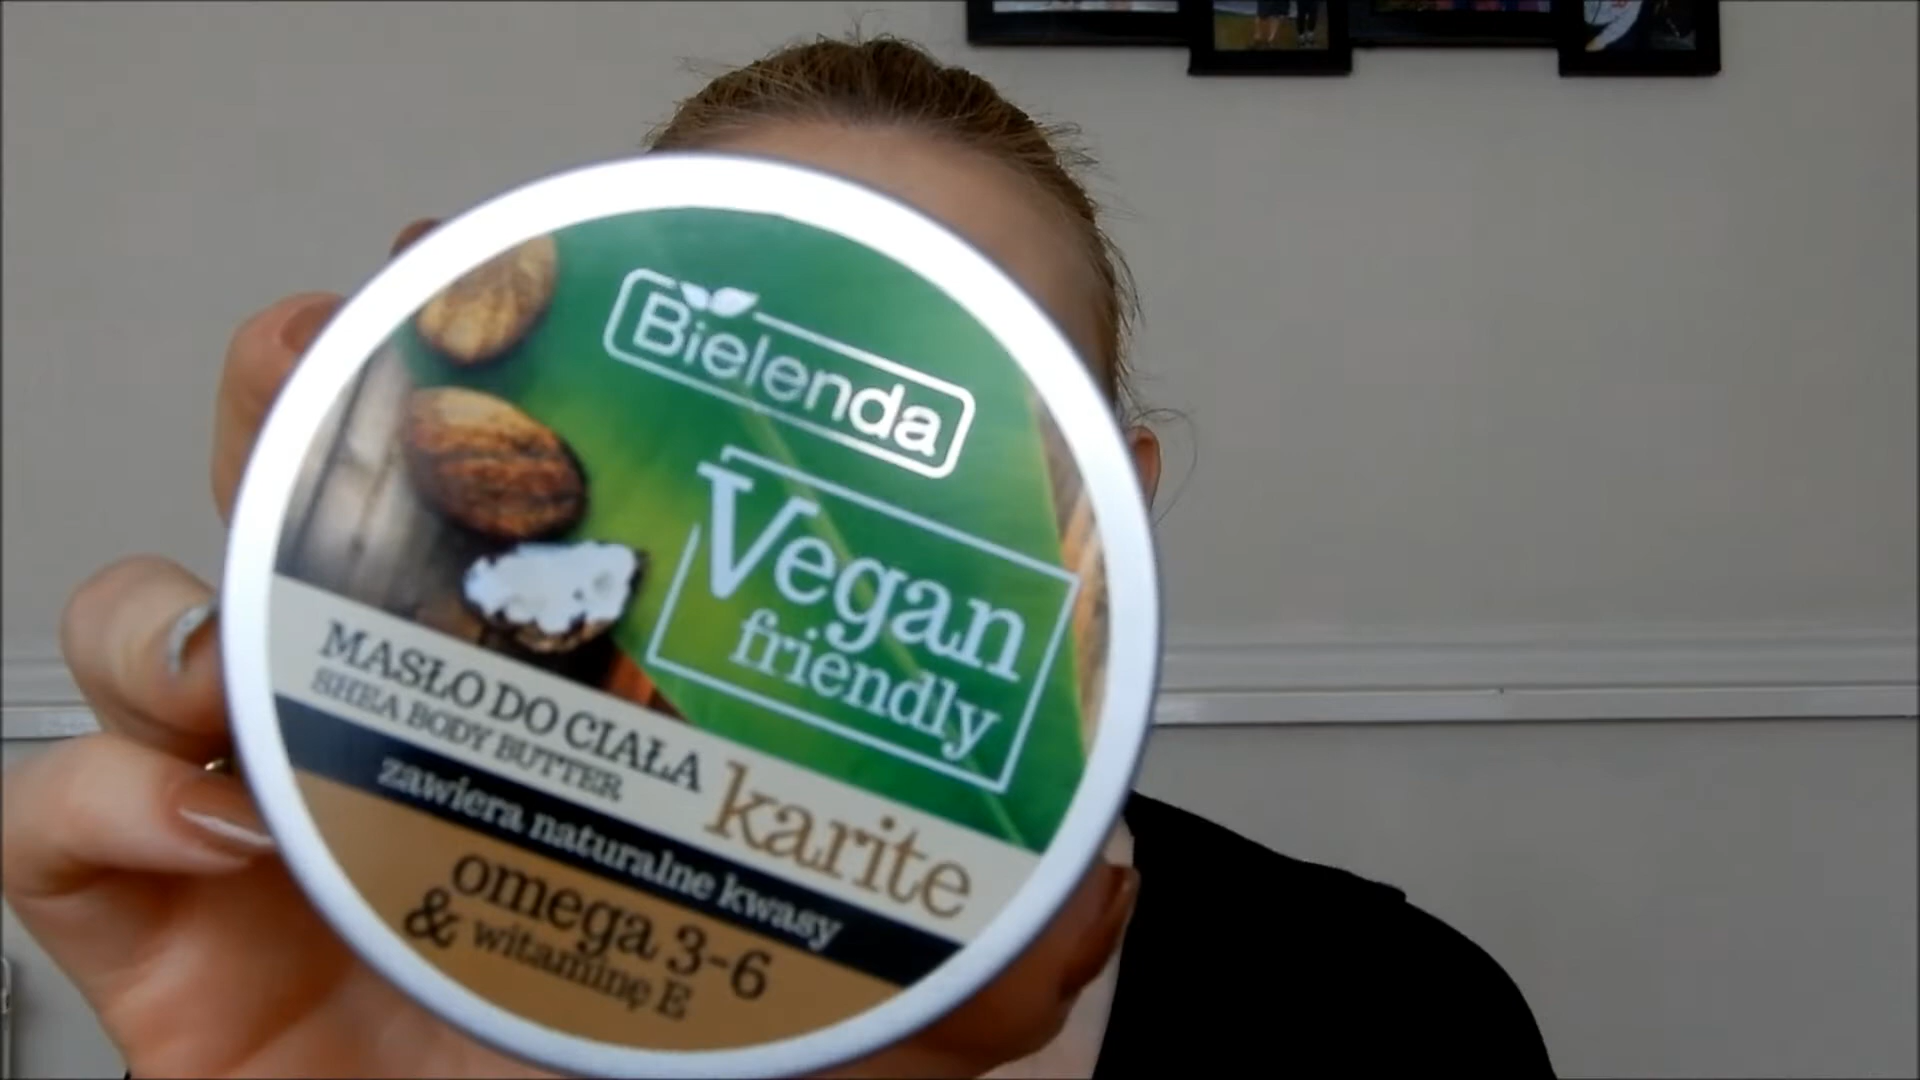 Bielenda
Vegan
friendly
MASŁO DO CIAŁA
SHEA BODY BUTTER
karite
zawiera naturalne kwasy
omega 3-6
& witaminę E